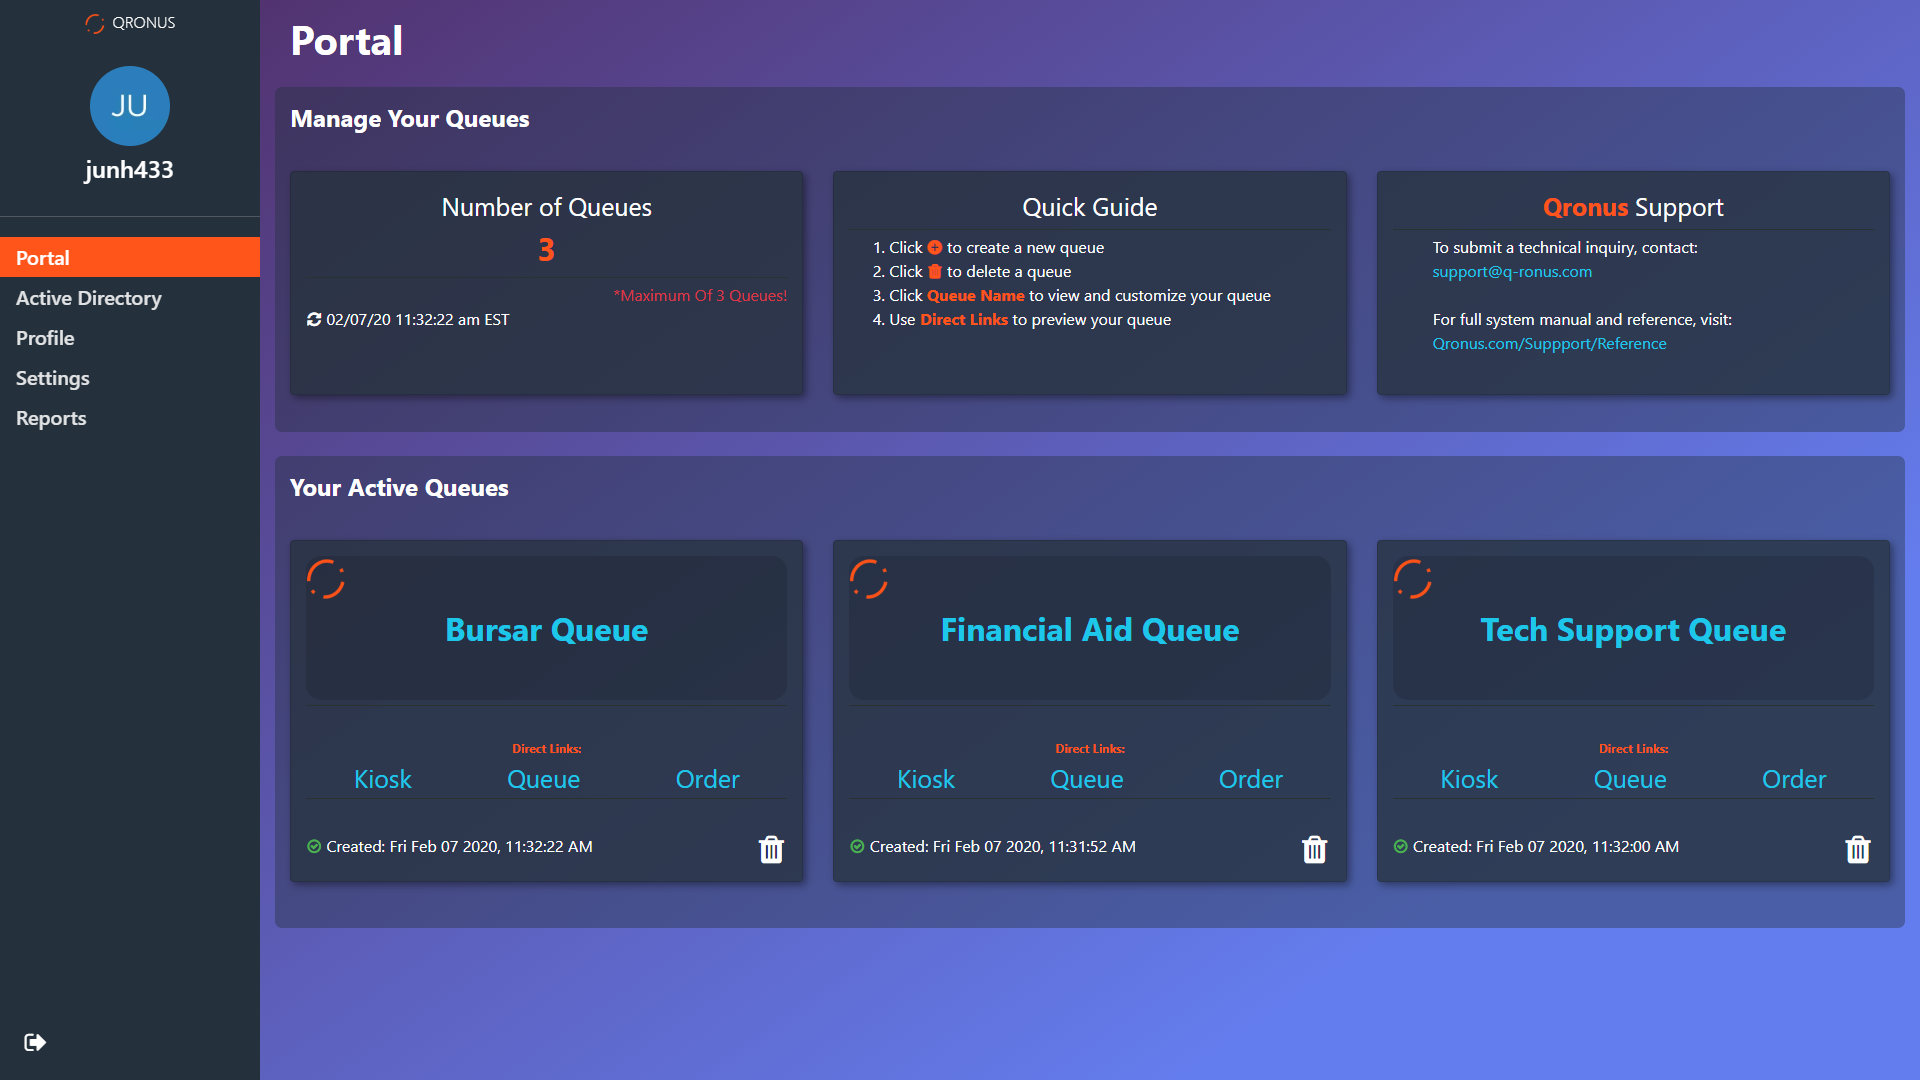 QRONUS
JU
junh433
Portal
Active Directory
Profile
Settings
Reports
Portal
Manage Your Queues
Number of Queues
3
*Maximum Of 3 Queues!
02/07/20 11:32:22 am EST
Quick Guide
1. Click to create a new queue
2. Click to delete a queue
3. Click Queue Name to view and customize your queue
4. Use Direct Links to preview your queue
Qronus Support
To submit a technical inquiry, contact:
support@q-ronus.com
For full system manual and reference, visit:
Qronus.com/Suppport/Reference
Your Active Queues
Bursar Queue
Direct Links:
Kiosk Queue Order
Created: Fri Feb 07 2020, 11:32:22 AM
Financial Aid Queue
Direct Links:
Kiosk Queue Order
Created: Fri Feb 07 2020, 11:31:52 AM
Tech Support Queue
Direct Links:
Kiosk Queue Order
Created: Fri Feb 07 2020, 11:32:00 AM